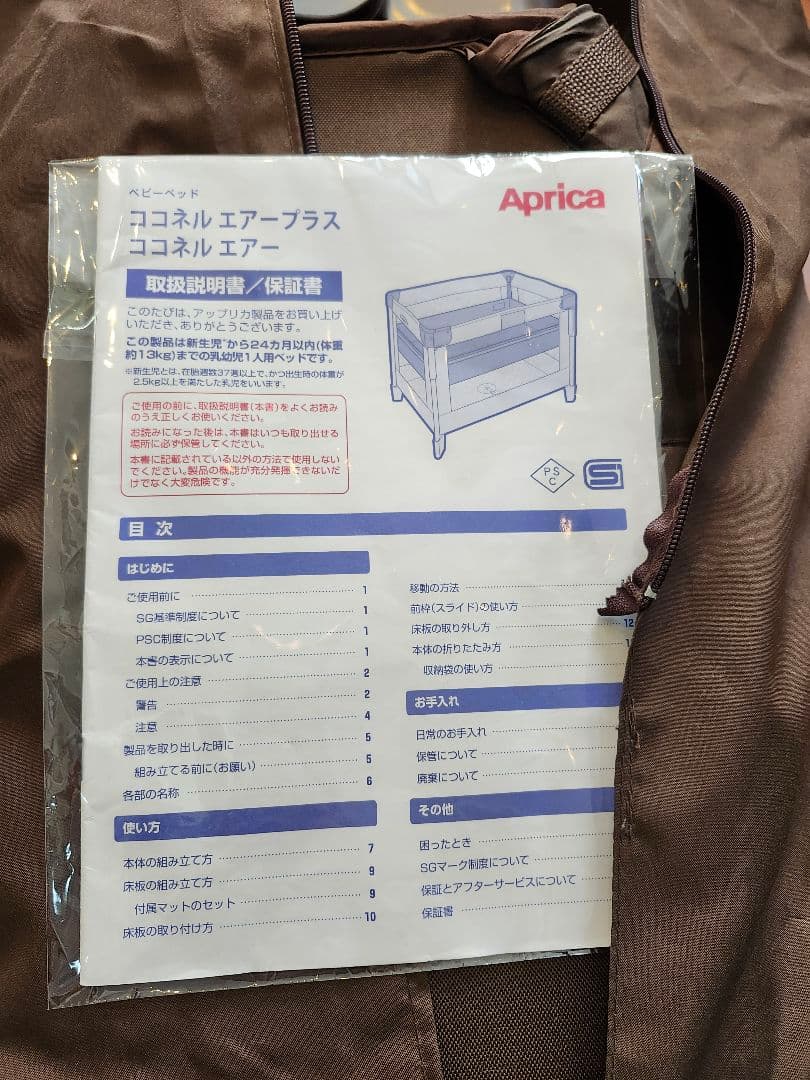 ベビーベッド
ココネル エアープラス
ココネル エアー
Aprica
取扱説明書／保証書
このたびは、アップリカ製品をお買い上げ
いただき、ありがとうございます。
この製品は新生児*から24カ月以内(体重
約13kg)までの乳幼児1人用ベッドです。
※新生児とは、在胎週数37週以上で、かつ出生時の体重が
2.5kg以上を満たした乳児をいいます。
ご使用の前に、取扱説明書(本書)をよくお読み
のうえ正しくお使いください。
お読みになった後は、本書はいつも取り出せる
場所に必ず保管してください。
本書に記載されている以外の方法で使用しない
でください。製品の機能が充分発揮できないだ
けでなく大変危険です。
PS
C
目 次
はじめに
ご使用前に 1
SG基準制度について 1
PSC制度について 1
本書の表示について 1
ご使用上の注意 2
警告 2
注意 4
製品を取り出した時に 5
組み立てる前に(お願い) 5
各部の名称 6
使い方
本体の組み立て方 7
床板の組み立て方 9
付属マットのセット 9
床板の取り付け方 10
移動の方法
前枠(スライド)の使い方
床板の取り外し方 12
本体の折りたたみ方
収納袋の使い方
お手入れ
日常のお手入れ
保管について
廃棄について
その他
困ったとき
SGマーク制度について
保証とアフターサービスについて
保証書